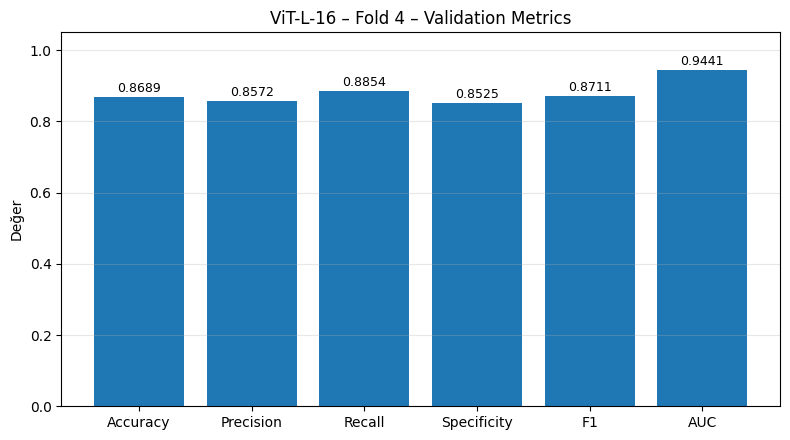 ViT-L-16 – Fold 4 – Validation Metrics
Değer
1.0
0.8
0.6
0.4
0.2
0.0
0.8689
0.8572
0.8854
0.8525
0.8711
0.9441
Accuracy
Precision
Recall
Specificity
F1
AUC